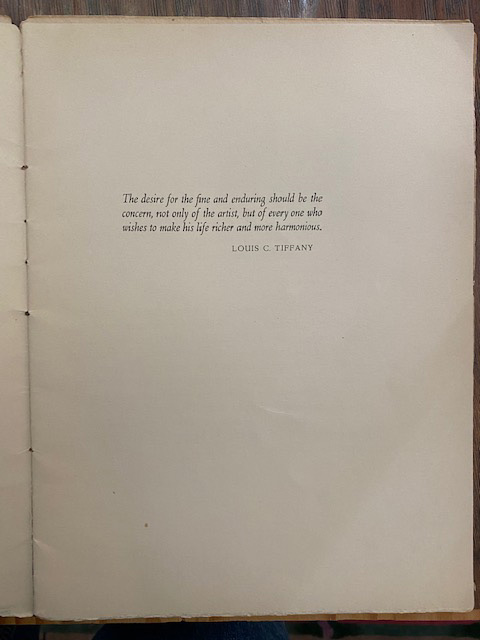 The desire for the fine and enduring should be the
concern, not only of the artist, but of every one who
wishes to make his life richer and more harmonious.
LOUIS C. TIFFANY